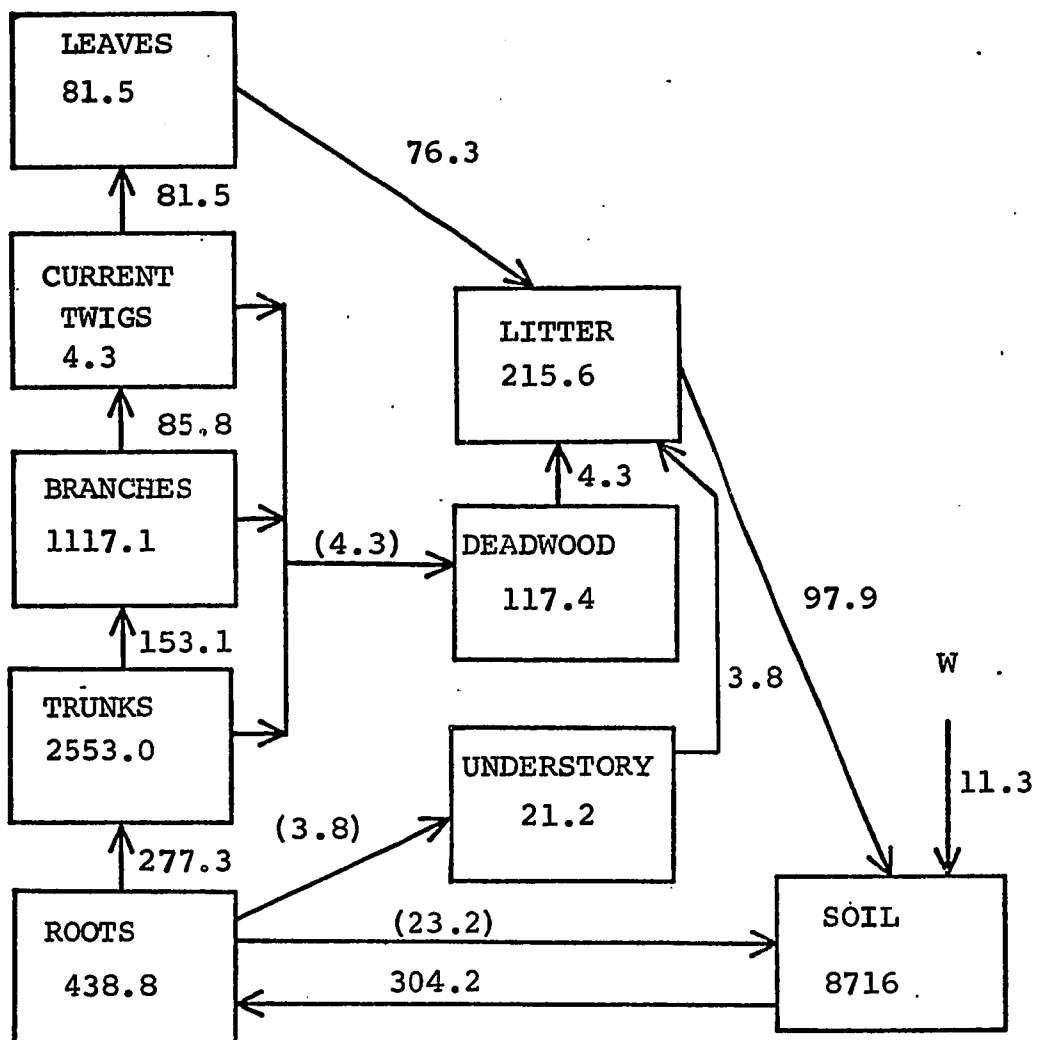 LEAVES
81.5
76.3
81.5
CURRENT
TWIGS
4.3
LITTER
215.6
85.8
BRANCHES
1117.1
4.3
(4.3)
DEADWOOD
117.4
97.9
153.1
W
3.8
TRUNKS
2553.0
UNDERSTORY
21.2
11.3
(3.8)
277.3
ROOTS
438.8
(23.2)
304.2
SOIL
8716